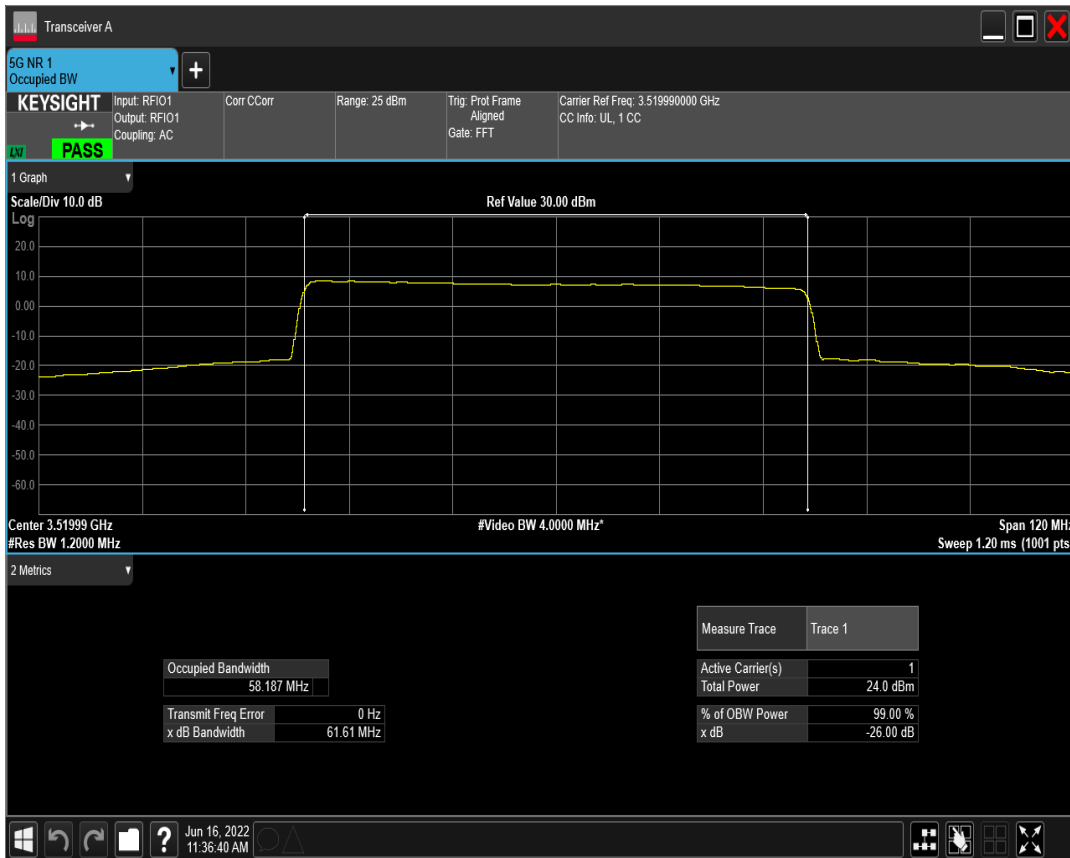 Transceiver A
5G NR 1
Occupied BW
+
KEYSIGHT
LXI
PASS
Input: RFIO1
Output: RFIO1
Coupling: AC
Corr CCorr
Range: 25 dBm
Trig: Prot Frame
Aligned
Gate: FFT
Carrier Ref Freq: 3.519990000 GHz
CC Info: UL, 1 CC
1 Graph
Scale/Div 10.0 dB
Ref Value 30.00 dBm
Log
20.0
10.0
0.00
-10.0
-20.0
-30.0
-40.0
-50.0
-60.0
Center 3.51999 GHz
#Video BW 4.0000 MHz*
Span 120 MHz
#Res BW 1.2000 MHz
Sweep 1.20 ms (1001 pts
2 Metrics
Measure Trace Trace 1
Occupied Bandwidth
58.187 MHz
Active Carrier(s) 1
Total Power 24.0 dBm
Transmit Freq Error 0 Hz
x dB Bandwidth 61.61 MHz
% of OBW Power 99.00 %
x dB -26.00 dB
?
Jun 16, 2022
11:36:40 AM